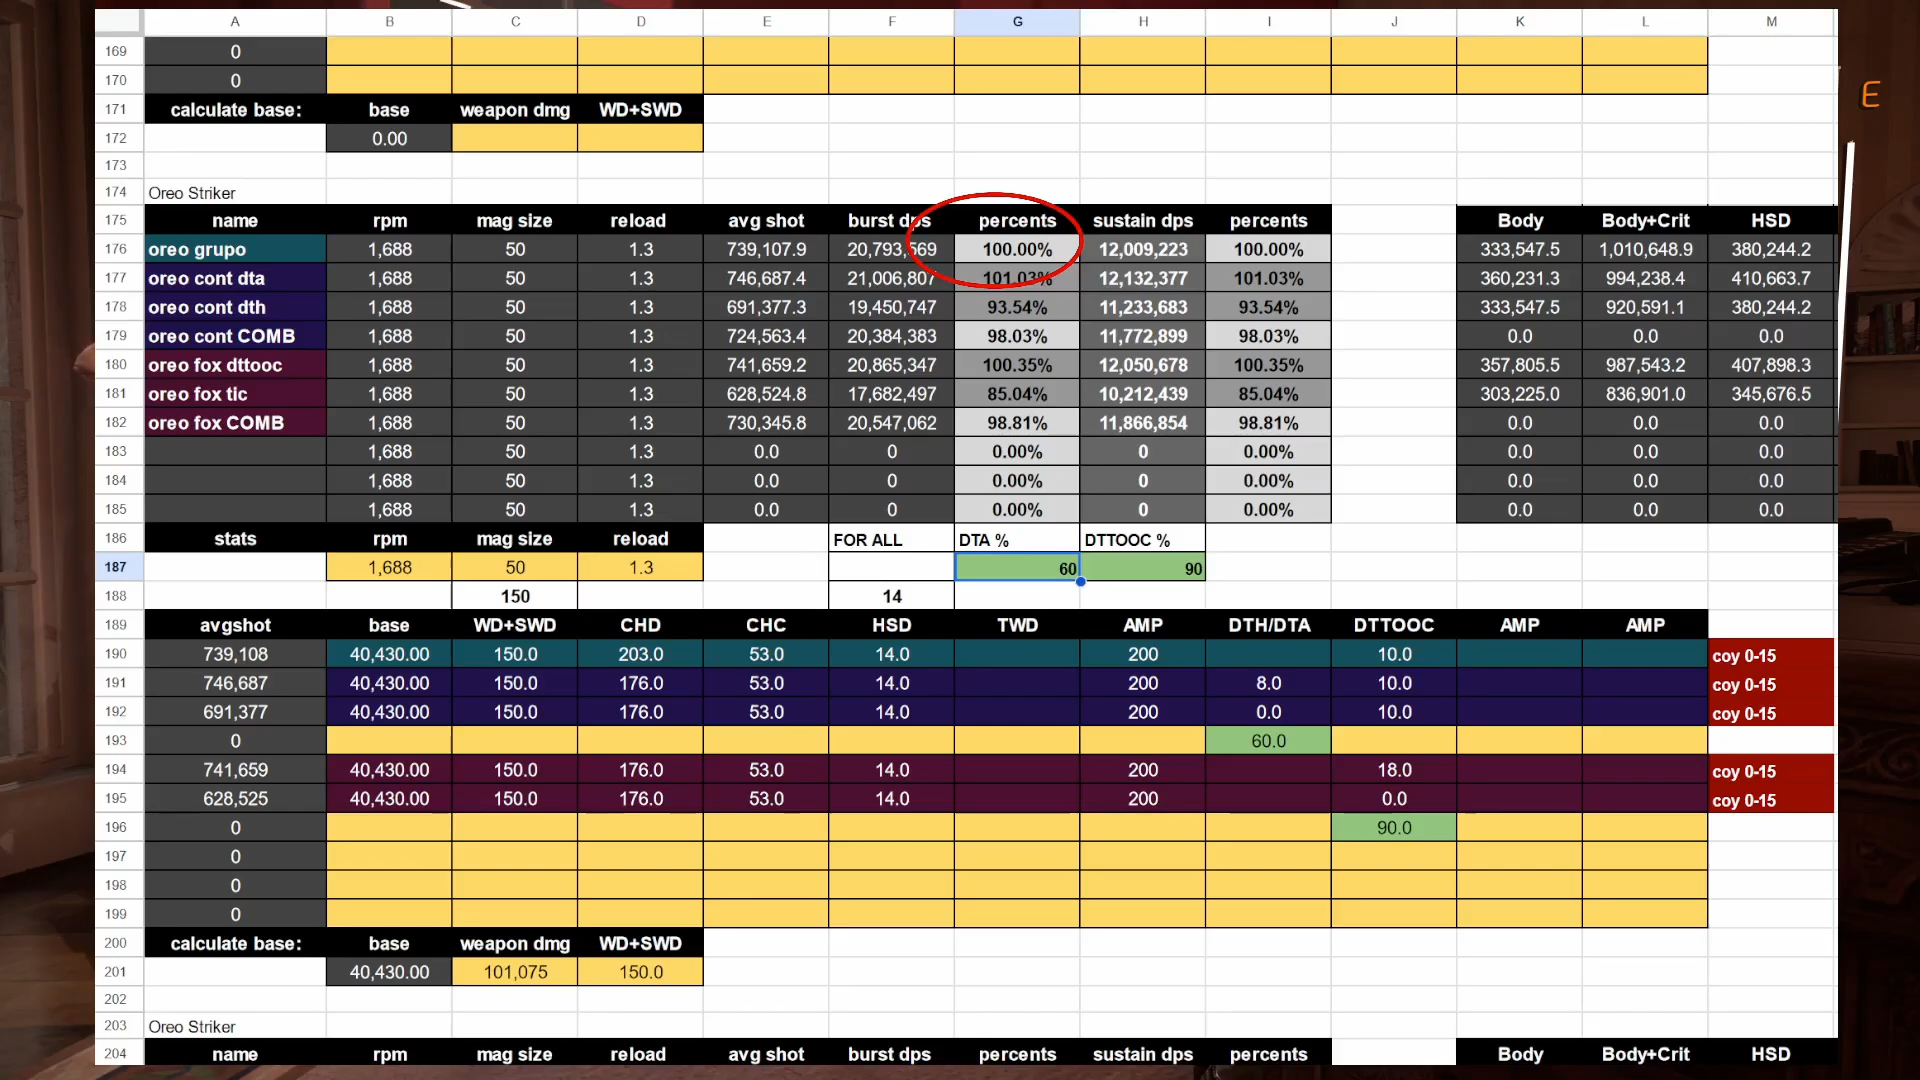 A B C D E F G H I J K L M
169 0
170 0
171 calculate base: base weapon dmg WD+SWD
172 0.00
173
174 Oreo Striker
175 name rpm mag size reload avg shot burst dps percents sustain dps percents Body Body+Crit HSD
176 oreo grupo 1,688 50 1.3 739,107.9 20,793,569 100.00% 12,009,223 100.00% 333,547.5 1,010,648.9 380,244.2
177 oreo cont dta 1,688 50 1.3 746,687.4 21,006,807 101.03% 12,132,377 101.03% 360,231.3 994,238.4 410,663.7
178 oreo cont dth 1,688 50 1.3 691,377.3 19,450,747 93.54% 11,233,683 93.54% 333,547.5 920,591.1 380,244.2
179 oreo cont COMB 1,688 50 1.3 724,563.4 20,384,383 98.03% 11,772,899 98.03% 0.0 0.0 0.0
180 oreo fox dttooc 1,688 50 1.3 741,659.2 20,865,347 100.35% 12,050,678 100.35% 357,805.5 987,543.2 407,898.3
181 oreo fox tic 1,688 50 1.3 628,524.8 17,682,497 85.04% 10,212,439 85.04% 303,225.0 836,901.0 345,676.5
182 oreo fox COMB 1,688 50 1.3 730,345.8 20,547,062 98.81% 11,866,854 98.81% 0.0 0.0 0.0
183 1,688 50 1.3 0.0 0 0.00% 0 0.00% 0.0 0.0 0.0
184 1,688 50 1.3 0.0 0 0.00% 0 0.00% 0.0 0.0 0.0
185 1,688 50 1.3 0.0 0 0.00% 0 0.00% 0.0 0.0 0.0
186 stats rpm mag size reload FOR ALL DTA % DTTOOC %
187 1,688 50 1.3 60 90
188 150 14
189 avgshot base WD+SWD CHD CHC HSD TWD AMP DTH/DTA DTTOOC AMP AMP
190 739,108 40,430.00 150.0 203.0 53.0 14.0 200 10.0 coy 0-15
191 746,687 40,430.00 150.0 176.0 53.0 14.0 200 8.0 10.0 coy 0-15
192 691,377 40,430.00 150.0 176.0 53.0 14.0 200 0.0 10.0 coy 0-15
193 0 60.0
194 741,659 40,430.00 150.0 176.0 53.0 14.0 200 18.0 coy 0-15
195 628,525 40,430.00 150.0 176.0 53.0 14.0 200 0.0 coy 0-15
196 0 90.0
197 0
198 0
199 0
200 calculate base: base weapon dmg WD+SWD
201 40,430.00 101,075 150.0
202
203 Oreo Striker
204 name rpm mag size reload avg shot burst dps percents sustain dps percents Body Body+Crit HSD
E